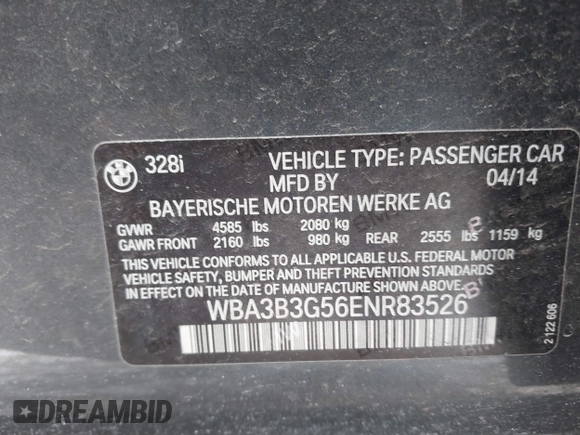 BMW
328i VEHICLE TYPE: PASSENGER CAR
MFD BY 04/14
BAYERISCHE MOTOREN WERKE AG
GVWR 4585 lbs 2080 kg
GAWR FRONT 2160 lbs 980 kg REAR 2555 lbs 1159 kg
THIS VEHICLE CONFORMS TO ALL APPLICABLE U.S. FEDERAL MOTOR
VEHICLE SAFETY, BUMPER AND THEFT PREVENTION STANDARDS
IN EFFECT ON THE DATE OF MANUFACTURE SHOWN ABOVE.
WBA3B3G56ENR83526
2 122 606
DREAMBID